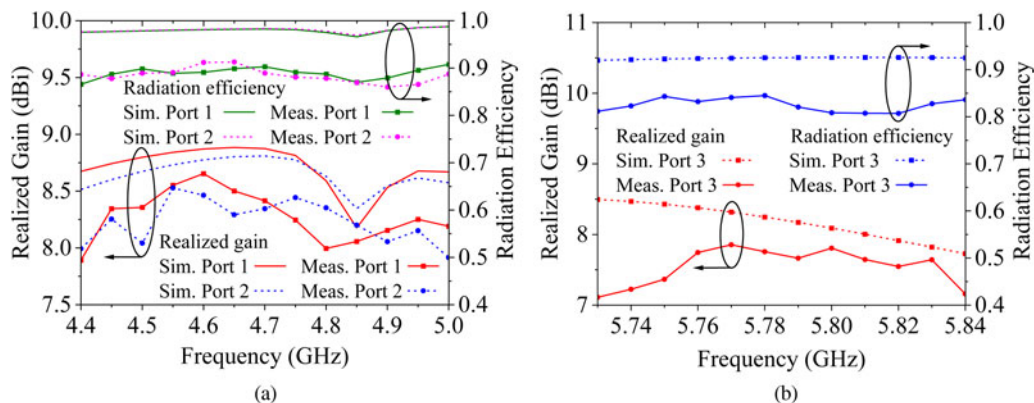 10.0
9.5
9.0
8.5
8.0
7.5
Realized Gain (dBi)
1.0
0.9
0.8
0.7
0.6
0.5
0.4
Radiation Efficiency
Radiation efficiency
Sim. Port 1 Meas. Port 1
Sim. Port 2 Meas. Port 2
Realized gain
Sim. Port 1 Meas. Port 1
Sim. Port 2 Meas. Port 2
4.4 4.5 4.6 4.7 4.8 4.9 5.0
Frequency (GHz)
(a)
11
10
9
8
7
Realized Gain (dBi)
1.0
0.9
0.8
0.7
0.6
0.5
0.4
Radiation Efficiency
Realized gain Radiation efficiency
Sim. Port 3 Sim. Port 3
Meas. Port 3 Meas. Port 3
5.74 5.76 5.78 5.80 5.82 5.84
Frequency (GHz)
(b)